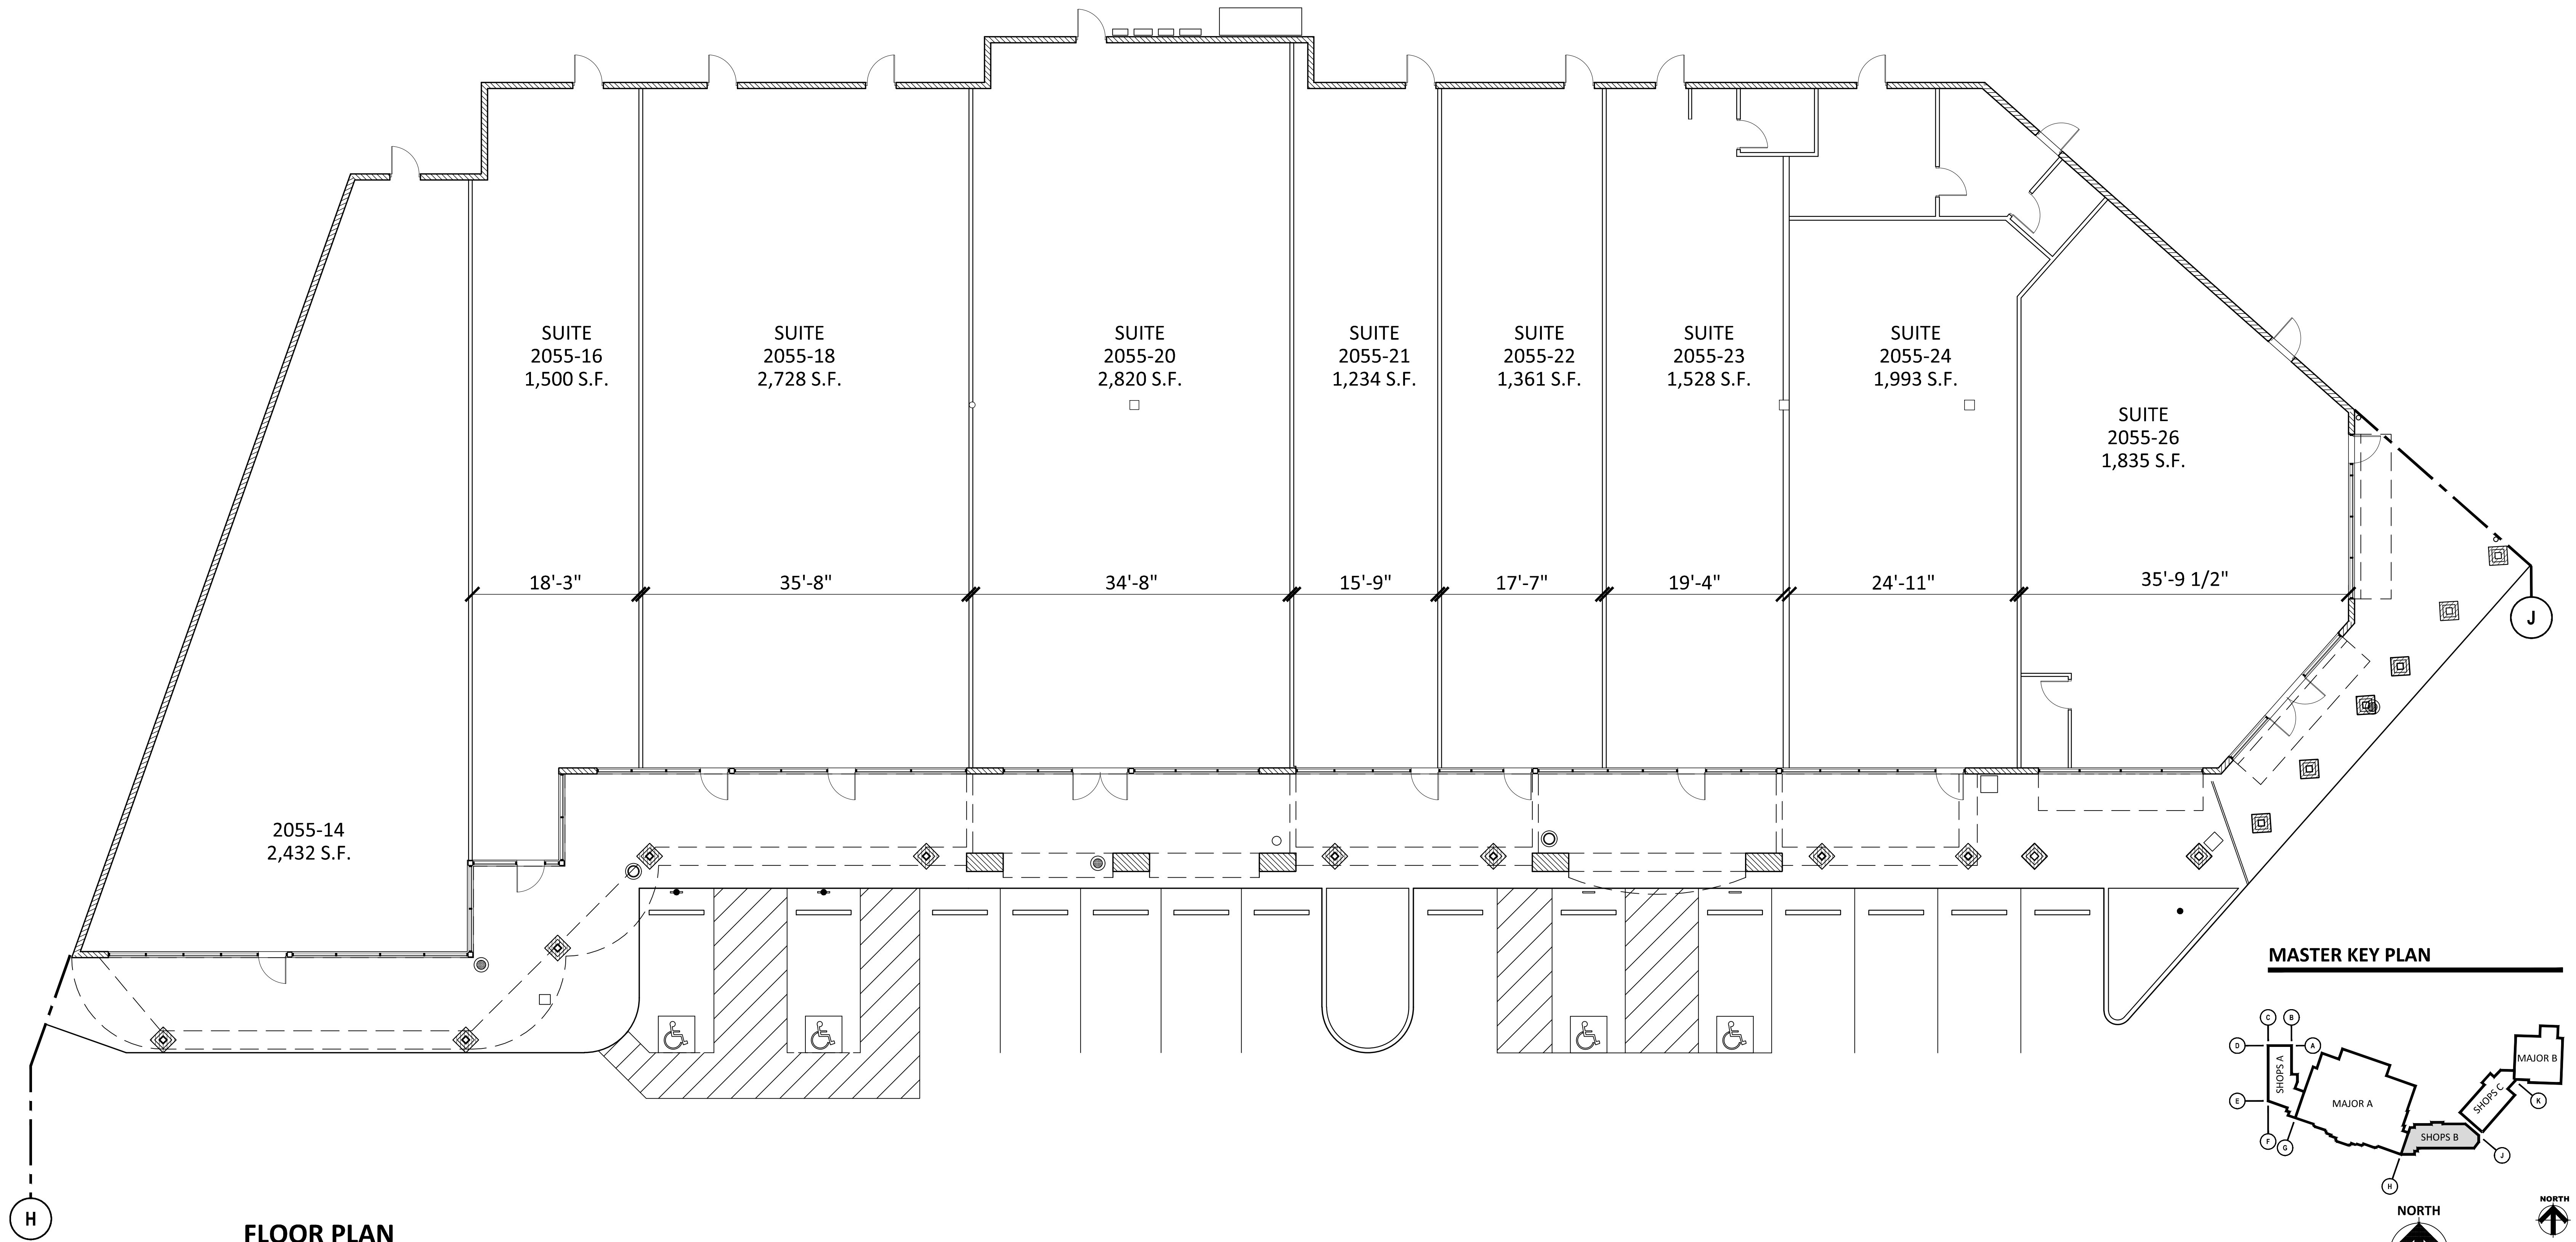 SUITE
2055-16
1,500 S.F.
SUITE
2055-18
2,728 S.F.
SUITE
2055-20
2,820 S.F.
SUITE
2055-21
1,234 S.F.
SUITE
2055-22
1,361 S.F.
SUITE
2055-23
1,528 S.F.
SUITE
2055-24
1,993 S.F.
SUITE
2055-26
1,835 S.F.
18'-3"
35'-8"
34'-8"
15'-9"
17'-7"
19'-4"
24'-11"
35'-9 1/2"
J
2055-14
2,432 S.F.
H
FLOOR PLAN
MASTER KEY PLAN
C
B
D
A
SHOPS A
E
F
G
MAJOR A
MAJOR B
SHOPS C
K
SHOPS B
J
H
NORTH
NORTH